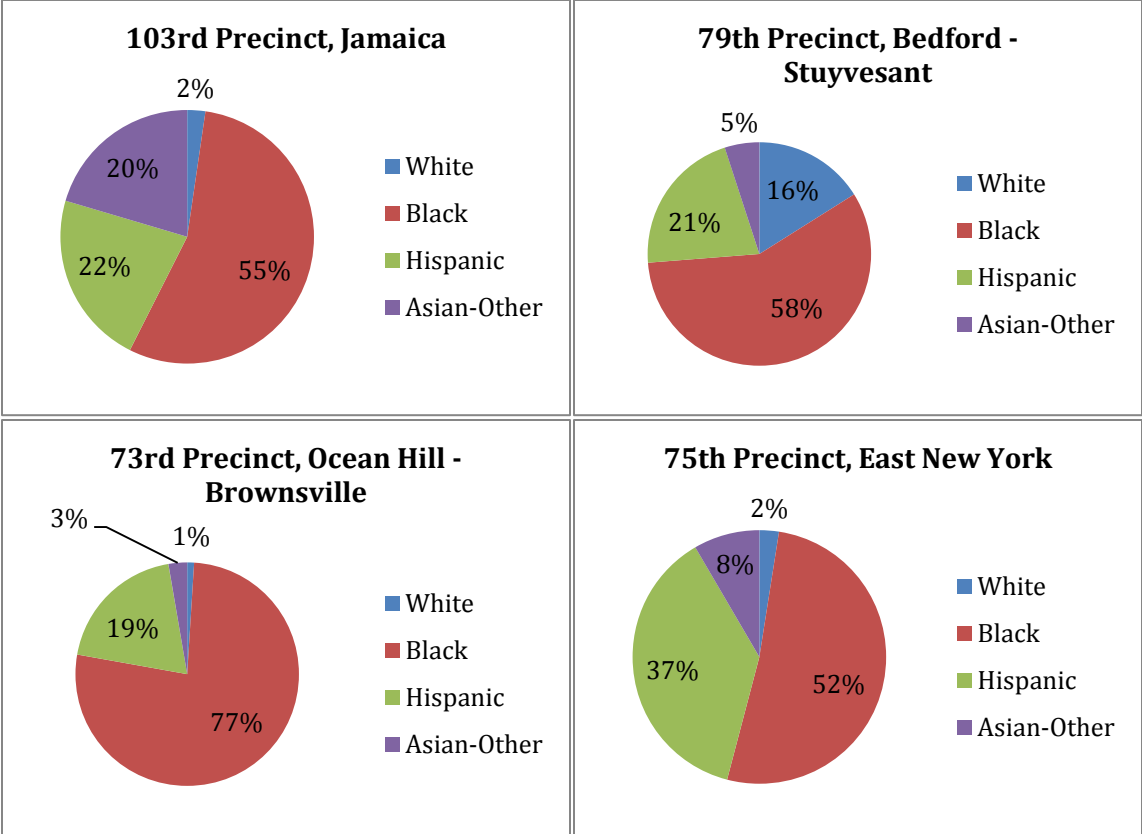 103rd Precinct, Jamaica
2%
20%
22%
55%
White
Black
Hispanic
Asian-Other
79th Precinct, Bedford -
Stuyvesant
5%
16%
21%
58%
White
Black
Hispanic
Asian-Other
73rd Precinct, Ocean Hill -
Brownsville
3%
1%
19%
77%
White
Black
Hispanic
Asian-Other
75th Precinct, East New York
2%
8%
37%
52%
White
Black
Hispanic
Asian-Other